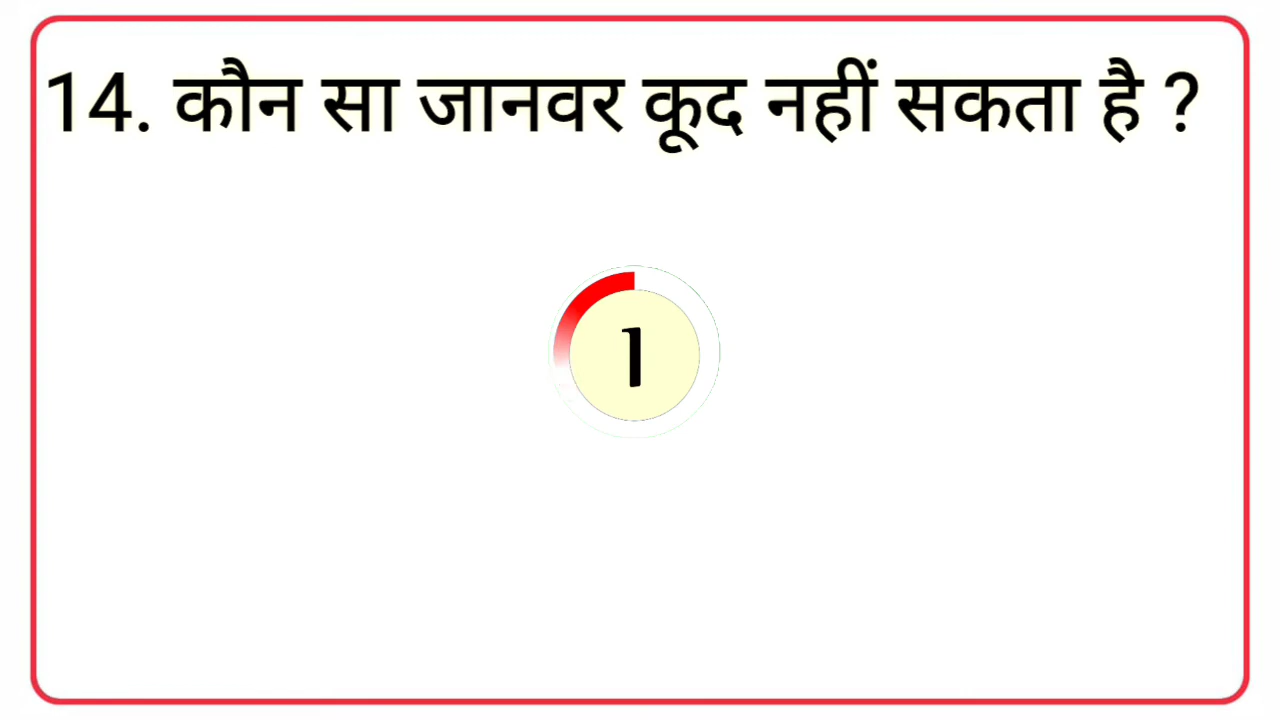 14. कौन सा जानवर कूद नहीं सकता है ?
1